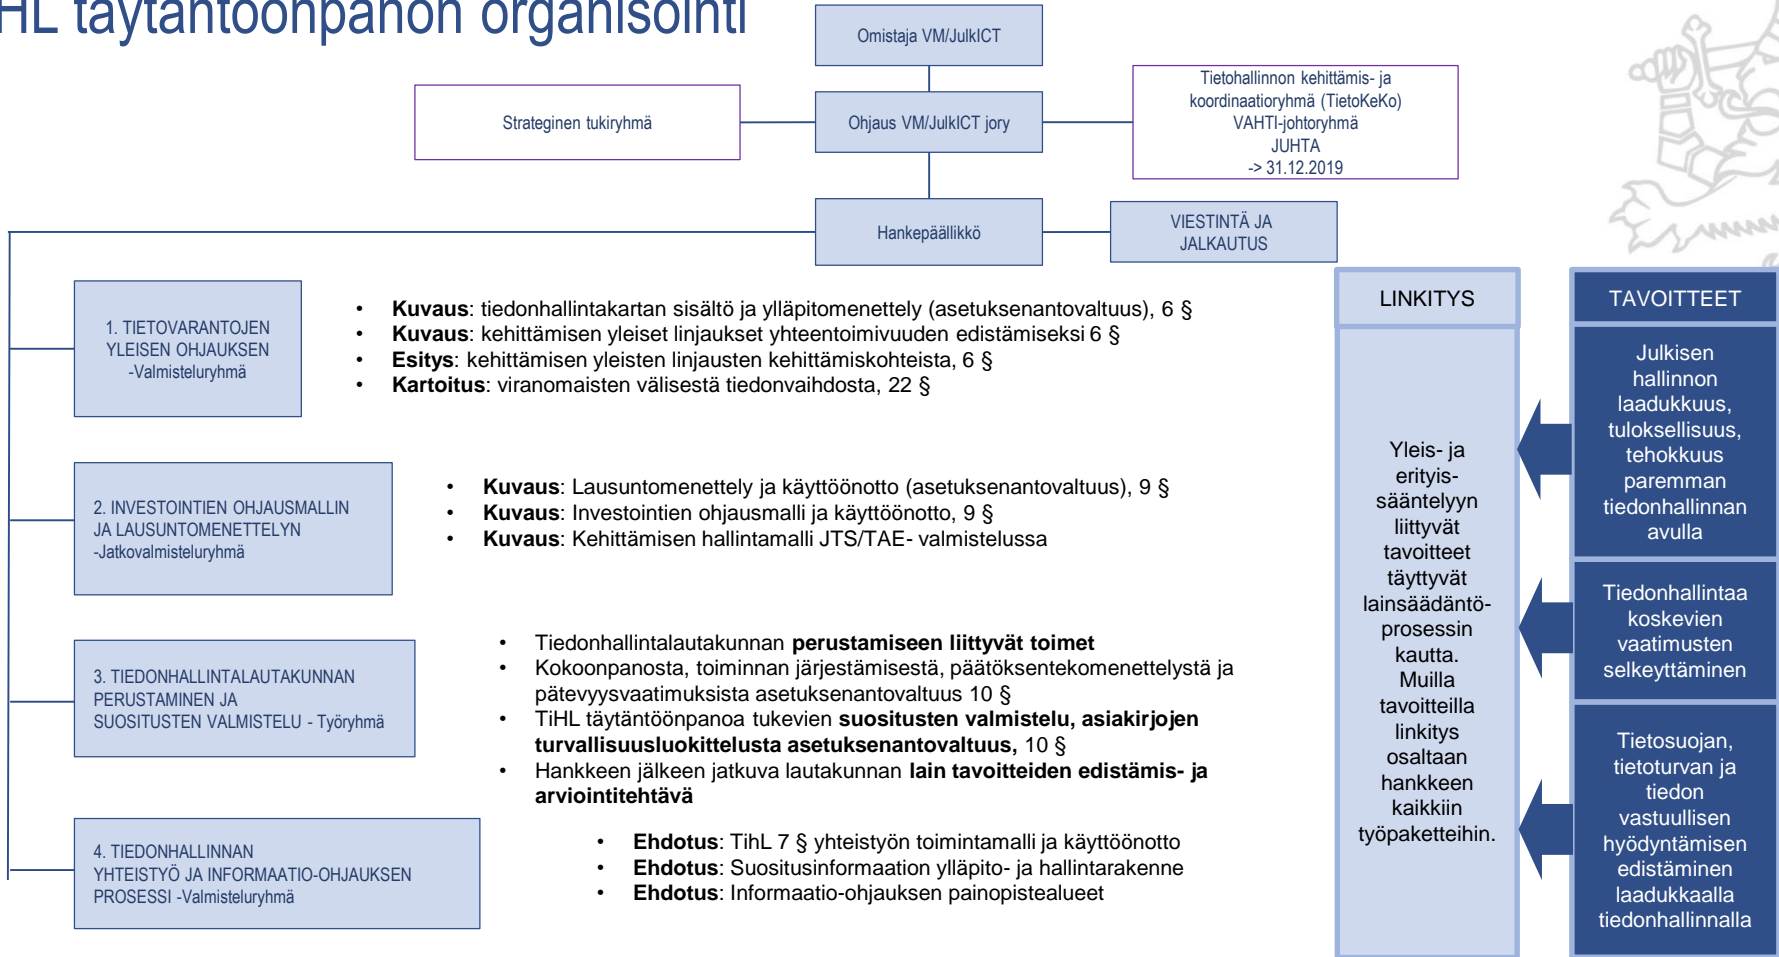 HL täytäntöönpanon organisointi
Omistaja VM/JulkICT
Strateginen tukiryhmä
Ohjaus VM/JulkICT jory
Tietohallinnon kehittämis- ja
koordinaatioryhmä (TietoKeKo)
VAHTI-johtoryhmä
JUHTA
-> 31.12.2019
Hankepäällikkö
VIESTINTÄ JA
JALKAUTUS
1. TIETOVARANTOJEN
YLEISEN OHJAUKSEN
-Valmisteluryhmä
• Kuvaus: tiedonhallintakartan sisältö ja ylläpitomenettely (asetuksenantovaltuus), 6 §
• Kuvaus: kehittämisen yleiset linjaukset yhteentoimivuuden edistämiseksi 6 §
• Esitys: kehittämisen yleisten linjausten kehittämiskohteista, 6 §
• Kartoitus: viranomaisten välisestä tiedonvaihdosta, 22 §
2. INVESTOINTIEN OHJAUSMALLIN
JA LAUSUNTOMENETTELYN
-Jatkovalmisteluryhmä
• Kuvaus: Lausuntomenettely ja käyttöönotto (asetuksenantovaltuus), 9 §
• Kuvaus: Investointien ohjausmalli ja käyttöönotto, 9 §
• Kuvaus: Kehittämisen hallintamalli JTS/TAE- valmistelussa
3. TIEDONHALLINTALAUTAKUNNAN
PERUSTAMINEN JA
SUOSITUSTEN VALMISTELU - Työryhmä
• Tiedonhallintalautakunnan perustamiseen liittyvät toimet
• Kokoonpanosta, toiminnan järjestämisestä, päätöksentekomenettelystä ja
pätevyysvaatimuksista asetuksenantovaltuus 10 §
• TiHL täytäntöönpanoa tukevien suositusten valmistelu, asiakirjojen
turvallisuusluokittelusta asetuksenantovaltuus, 10 §
• Hankkeen jälkeen jatkuva lautakunnan lain tavoitteiden edistämis- ja
arviointitehtävä
4. TIEDONHALLINNAN
YHTEISTYÖ JA INFORMAATIO-OHJAUKSEN
PROSESSI -Valmisteluryhmä
• Ehdotus: TihL 7 § yhteistyön toimintamalli ja käyttöönotto
• Ehdotus: Suositusinformaation ylläpito- ja hallintarakenne
• Ehdotus: Informaatio-ohjauksen painopistealueet
LINKITYS
Yleis- ja
erityis-
sääntelyyn
liittyvät
tavoitteet
täyttyvät
lainsäädäntö-
prosessin
kautta.
Muilla
tavoitteilla
linkitys
osaltaan
hankkeen
kaikkiin
työpaketteihin.
TAVOITTEET
Julkisen
hallinnon
laadukkuus,
tuloksellisuus,
tehokkuus
paremman
tiedonhallinnan
avulla
Tiedonhallintaa
koskevien
vaatimusten
selkeyttäminen
Tietosuojan,
tietoturvan ja
tiedon
vastuullisen
hyödyntämisen
edistäminen
laadukkaalla
tiedonhallinnalla